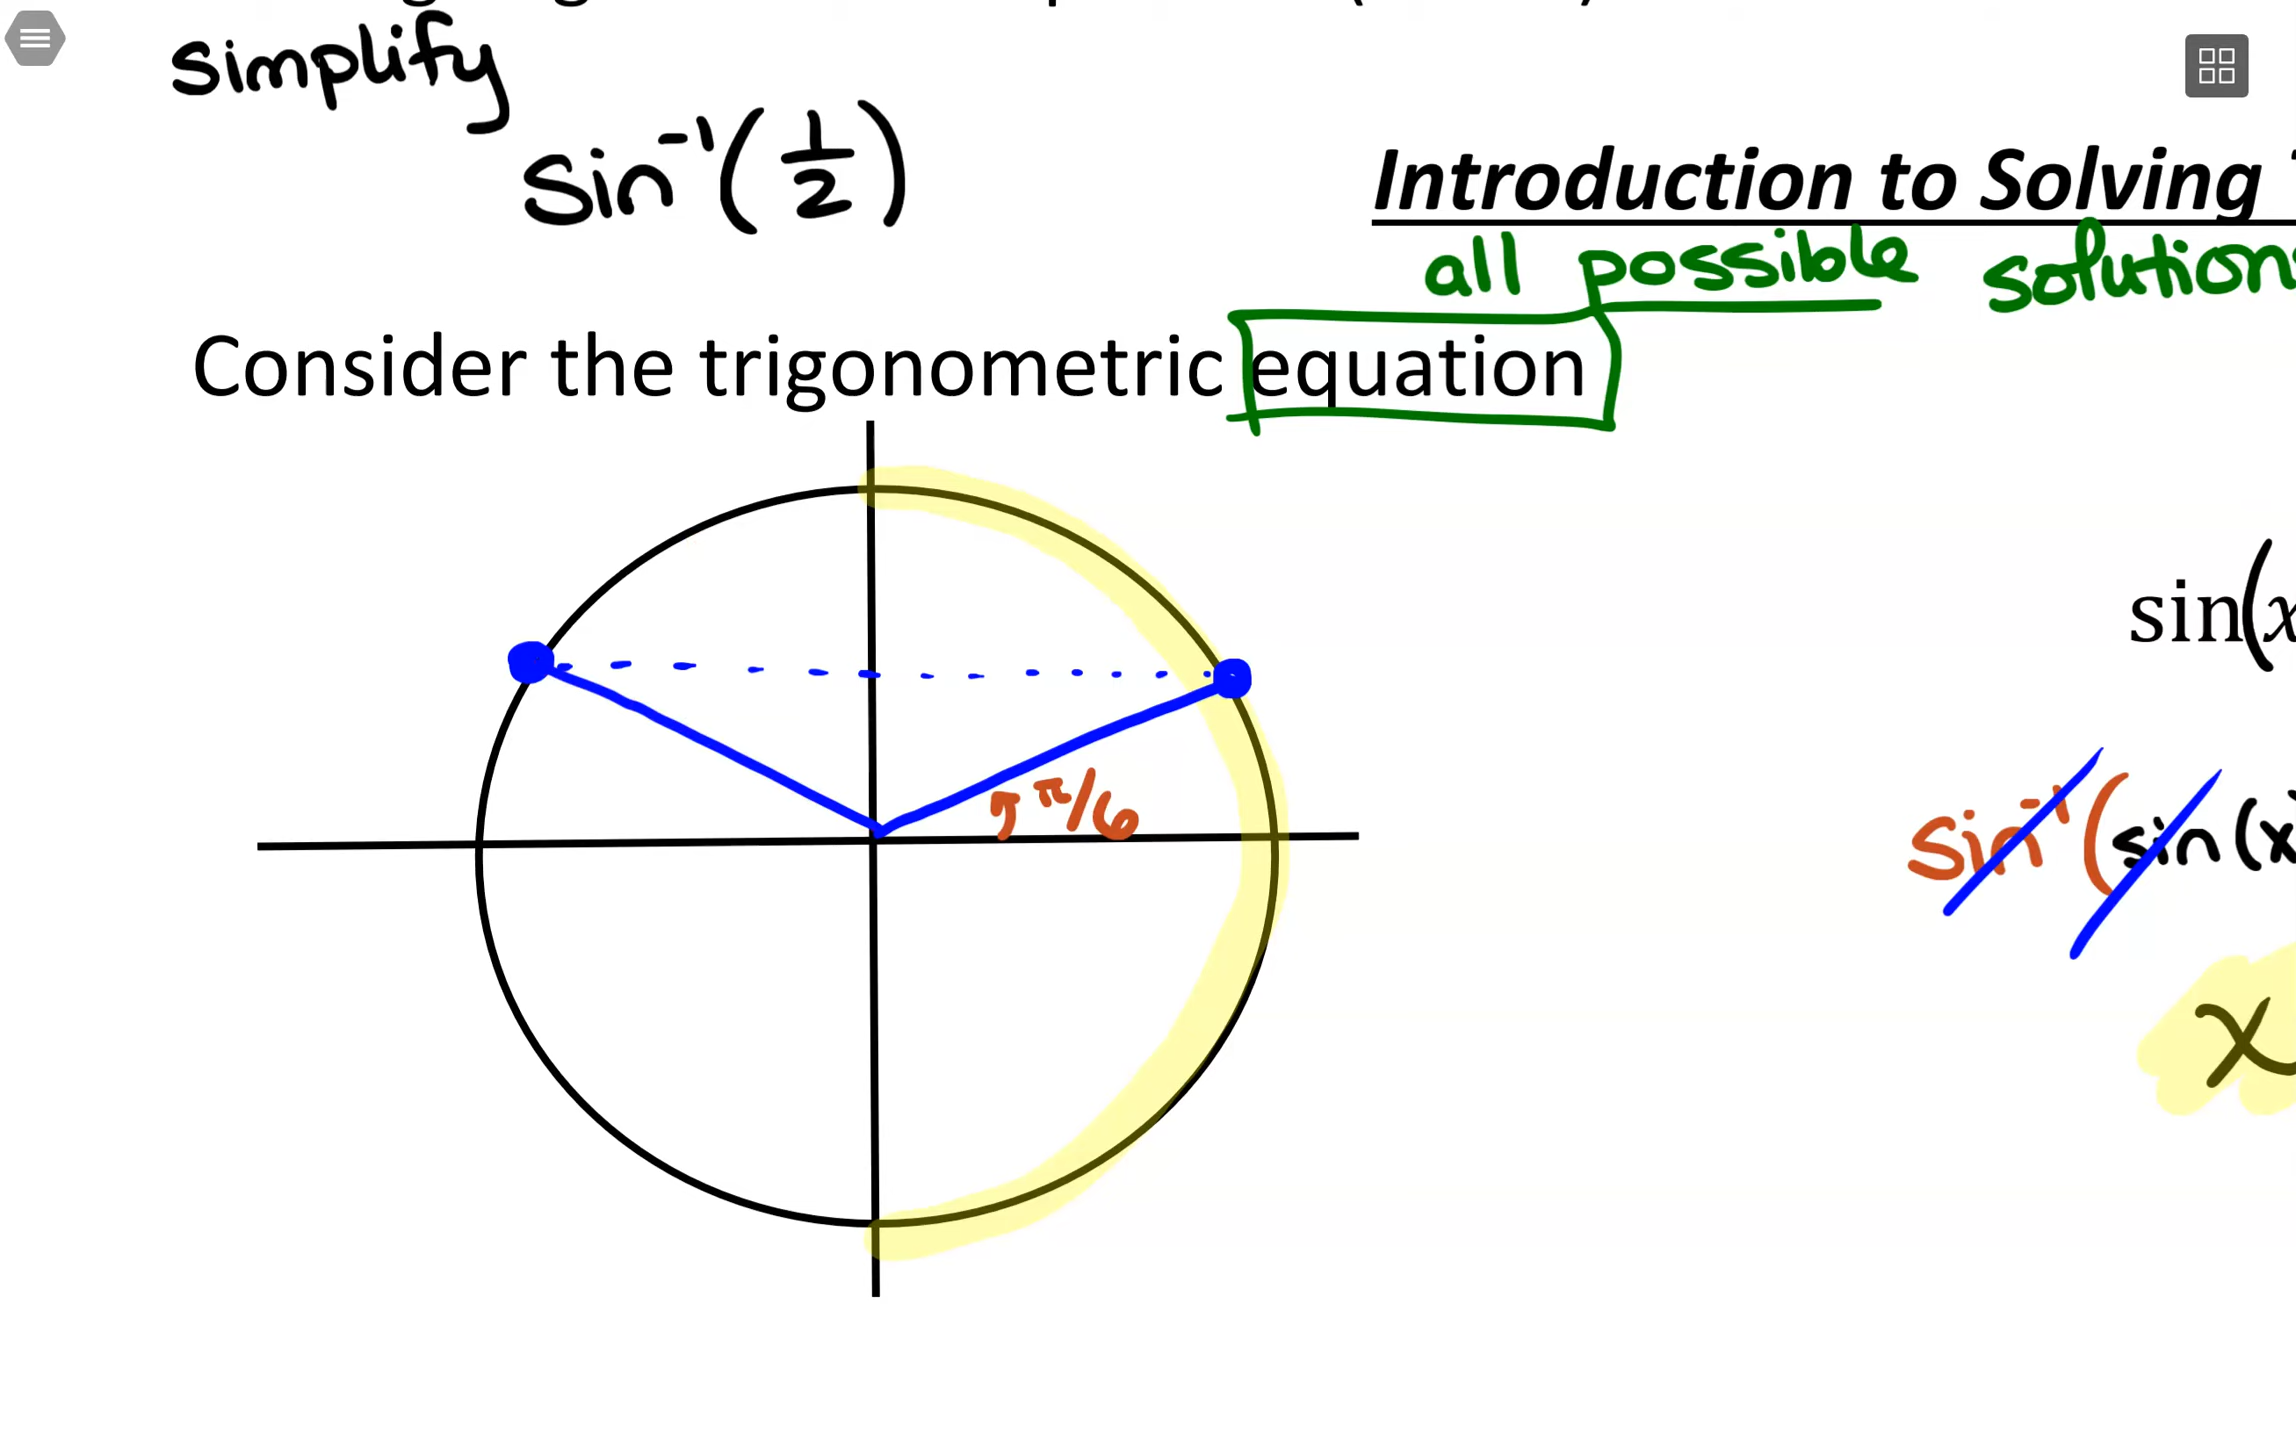 simplify
sin⁻¹(1/2)
Introduction to Solving
all possible solutions
Consider the trigonometric equation
sin(x
π/6
sin⁻¹(sin(x
x